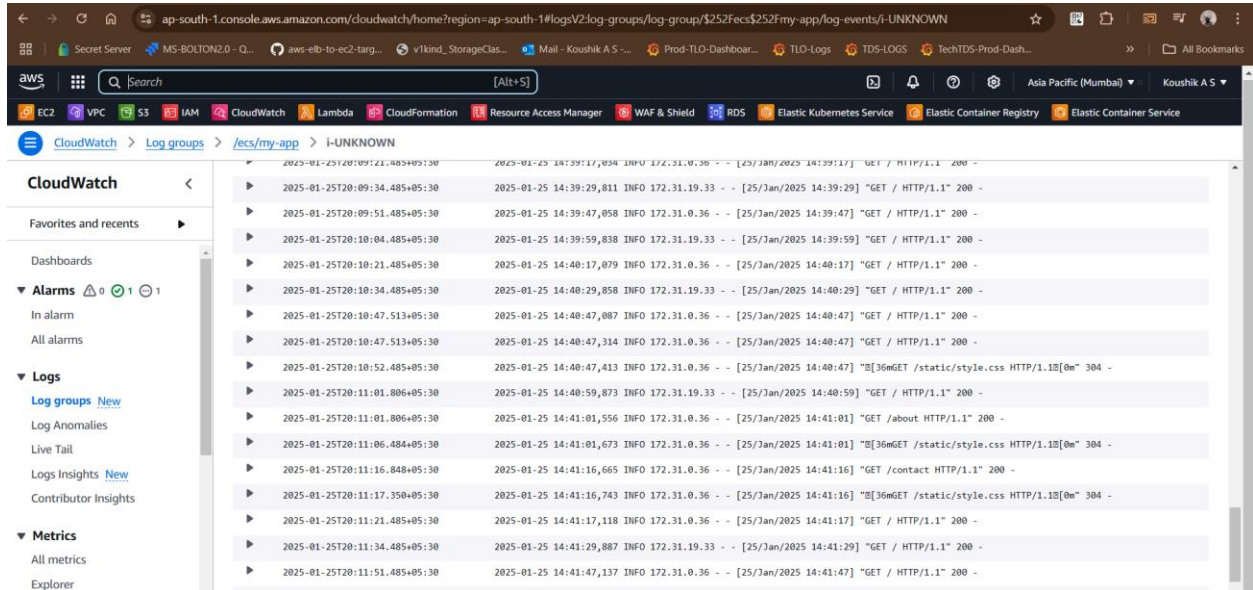 ap-south-1.console.aws.amazon.com/cloudwatch/home?region=ap-south-1#logsV2:log-groups/log-group/$252Fecs$252Fmy-app/log-events/i-UNKNOWN
Secret Server MS-BOLTON2.0 - Q... aws-elb-to-ec2-targ... v1kind_StorageClas... Mail - Koushik A S -... Prod-TLO-Dashboar... TLO-Logs TDS-LOGS TechTDS-Prod-Dash... » All Bookmarks
aws Search [Alt+S] Asia Pacific (Mumbai) Koushik A S
EC2 VPC S3 IAM CloudWatch Lambda CloudFormation Resource Access Manager WAF & Shield RDS Elastic Kubernetes Service Elastic Container Registry Elastic Container Service
CloudWatch > Log groups > /ecs/my-app > i-UNKNOWN
CloudWatch
Favorites and recents
Dashboards
Alarms 0 1 1
In alarm
All alarms
Logs
Log groups New
Log Anomalies
Live Tail
Logs Insights New
Contributor Insights
Metrics
All metrics
Explorer
2025-01-25T20:09:21.485+05:30 2025-01-25 14:39:17,034 INFO 172.31.0.36 - - [25/Jan/2025 14:39:17] "GET / HTTP/1.1" 200 -
2025-01-25T20:09:34.485+05:30 2025-01-25 14:39:29,811 INFO 172.31.19.33 - - [25/Jan/2025 14:39:29] "GET / HTTP/1.1" 200 -
2025-01-25T20:09:51.485+05:30 2025-01-25 14:39:47,058 INFO 172.31.0.36 - - [25/Jan/2025 14:39:47] "GET / HTTP/1.1" 200 -
2025-01-25T20:10:04.485+05:30 2025-01-25 14:39:59,838 INFO 172.31.19.33 - - [25/Jan/2025 14:39:59] "GET / HTTP/1.1" 200 -
2025-01-25T20:10:21.485+05:30 2025-01-25 14:40:17,079 INFO 172.31.0.36 - - [25/Jan/2025 14:40:17] "GET / HTTP/1.1" 200 -
2025-01-25T20:10:34.485+05:30 2025-01-25 14:40:29,858 INFO 172.31.19.33 - - [25/Jan/2025 14:40:29] "GET / HTTP/1.1" 200 -
2025-01-25T20:10:47.513+05:30 2025-01-25 14:40:47,087 INFO 172.31.0.36 - - [25/Jan/2025 14:40:47] "GET / HTTP/1.1" 200 -
2025-01-25T20:10:47.513+05:30 2025-01-25 14:40:47,314 INFO 172.31.0.36 - - [25/Jan/2025 14:40:47] "GET / HTTP/1.1" 200 -
2025-01-25T20:10:52.485+05:30 2025-01-25 14:40:47,413 INFO 172.31.0.36 - - [25/Jan/2025 14:40:47] "[36mGET /static/style.css HTTP/1.1[0m" 304 -
2025-01-25T20:11:01.806+05:30 2025-01-25 14:40:59,873 INFO 172.31.19.33 - - [25/Jan/2025 14:40:59] "GET / HTTP/1.1" 200 -
2025-01-25T20:11:01.806+05:30 2025-01-25 14:41:01,556 INFO 172.31.0.36 - - [25/Jan/2025 14:41:01] "GET /about HTTP/1.1" 200 -
2025-01-25T20:11:06.484+05:30 2025-01-25 14:41:01,673 INFO 172.31.0.36 - - [25/Jan/2025 14:41:01] "[36mGET /static/style.css HTTP/1.1[0m" 304 -
2025-01-25T20:11:16.848+05:30 2025-01-25 14:41:16,665 INFO 172.31.0.36 - - [25/Jan/2025 14:41:16] "GET /contact HTTP/1.1" 200 -
2025-01-25T20:11:17.350+05:30 2025-01-25 14:41:16,743 INFO 172.31.0.36 - - [25/Jan/2025 14:41:16] "[36mGET /static/style.css HTTP/1.1[0m" 304 -
2025-01-25T20:11:21.485+05:30 2025-01-25 14:41:17,118 INFO 172.31.0.36 - - [25/Jan/2025 14:41:17] "GET / HTTP/1.1" 200 -
2025-01-25T20:11:34.485+05:30 2025-01-25 14:41:29,887 INFO 172.31.19.33 - - [25/Jan/2025 14:41:29] "GET / HTTP/1.1" 200 -
2025-01-25T20:11:51.485+05:30 2025-01-25 14:41:47,137 INFO 172.31.0.36 - - [25/Jan/2025 14:41:47] "GET / HTTP/1.1" 200 -